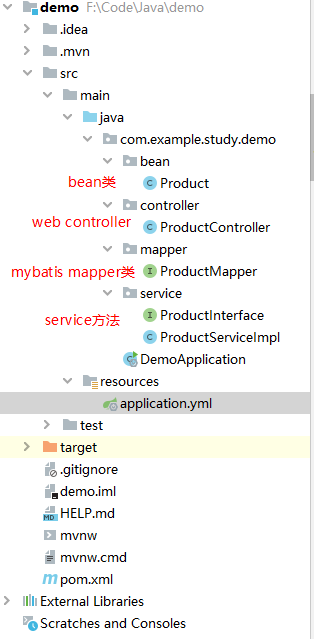 demo F:\Code\Java\demo
.idea
.mvn
src
main
java
com.example.study.demo
bean
bean类 Product
controller
web controller ProductController
mapper
mybatis mapper类 ProductMapper
service
service方法 ProductInterface
ProductServiceImpl
DemoApplication
resources
application.yml
test
target
.gitignore
demo.iml
HELP.md
mvnw
mvnw.cmd
pom.xml
External Libraries
Scratches and Consoles